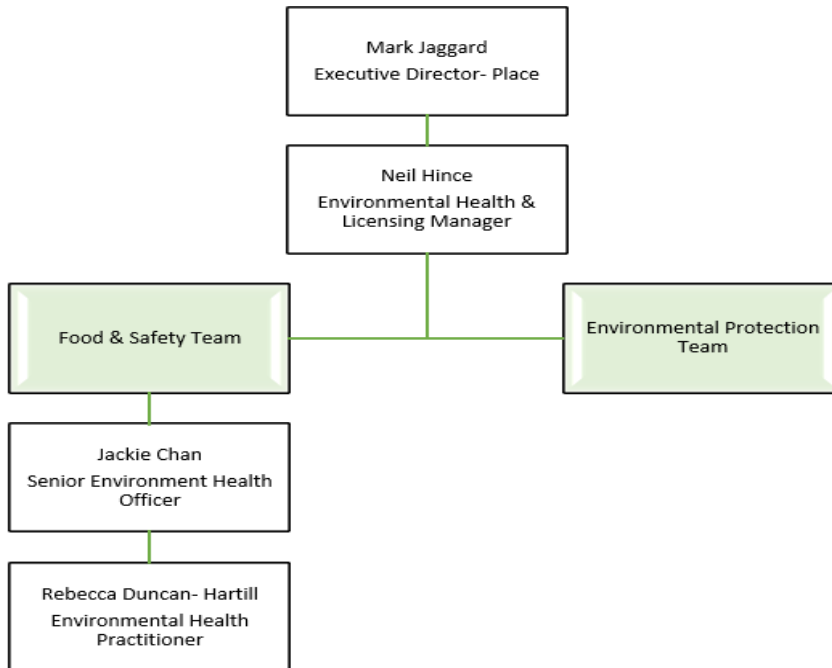 Mark Jaggard
Executive Director- Place
Neil Hince
Environmental Health &
Licensing Manager
Food & Safety Team
Environmental Protection
Team
Jackie Chan
Senior Environment Health
Officer
Rebecca Duncan- Hartill
Environmental Health
Practitioner